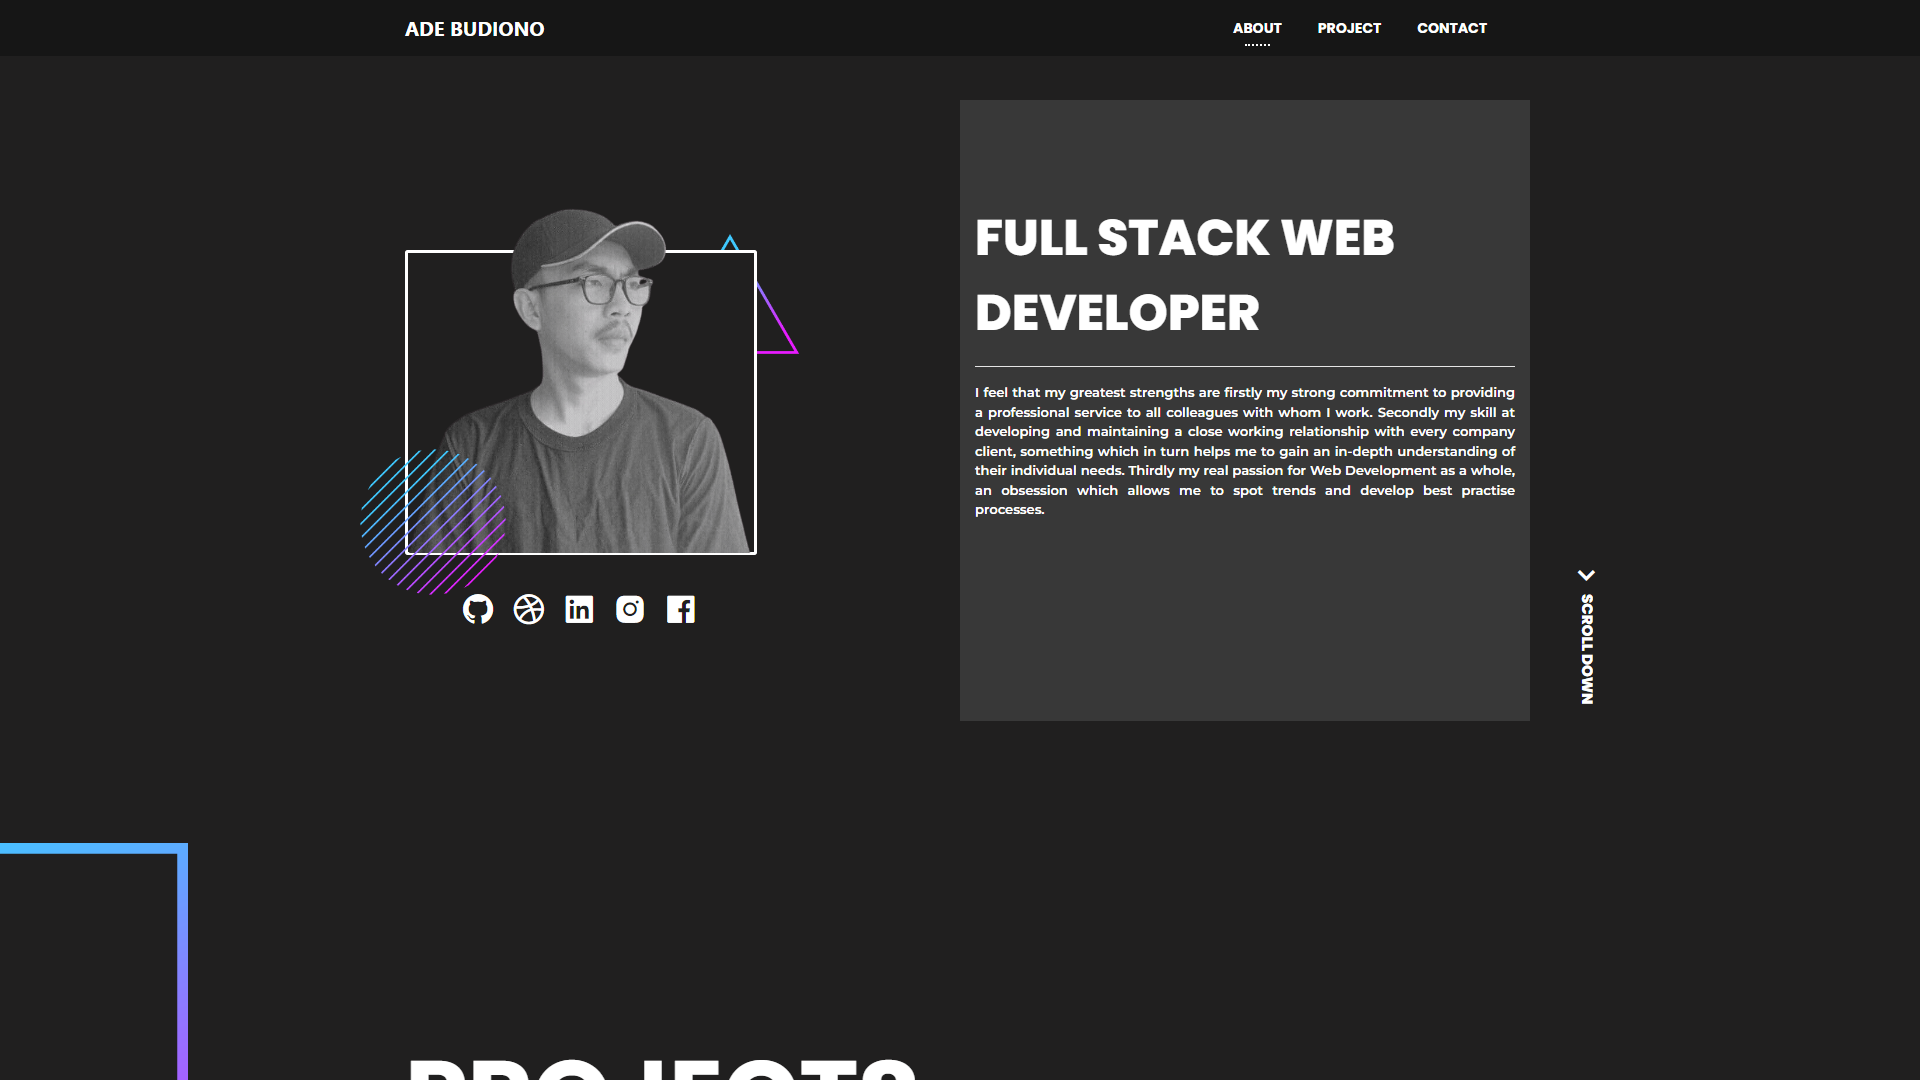 ADE BUDIONO
ABOUT PROJECT CONTACT
FULL STACK WEB
DEVELOPER
I feel that my greatest strengths are firstly my strong commitment to providing
a professional service to all colleagues with whom I work. Secondly my skill at
developing and maintaining a close working relationship with every company
client, something which in turn helps me to gain an in-depth understanding of
their individual needs. Thirdly my real passion for Web Development as a whole,
an obsession which allows me to spot trends and develop best practise
processes.
SCROLL DOWN
PROJECTS